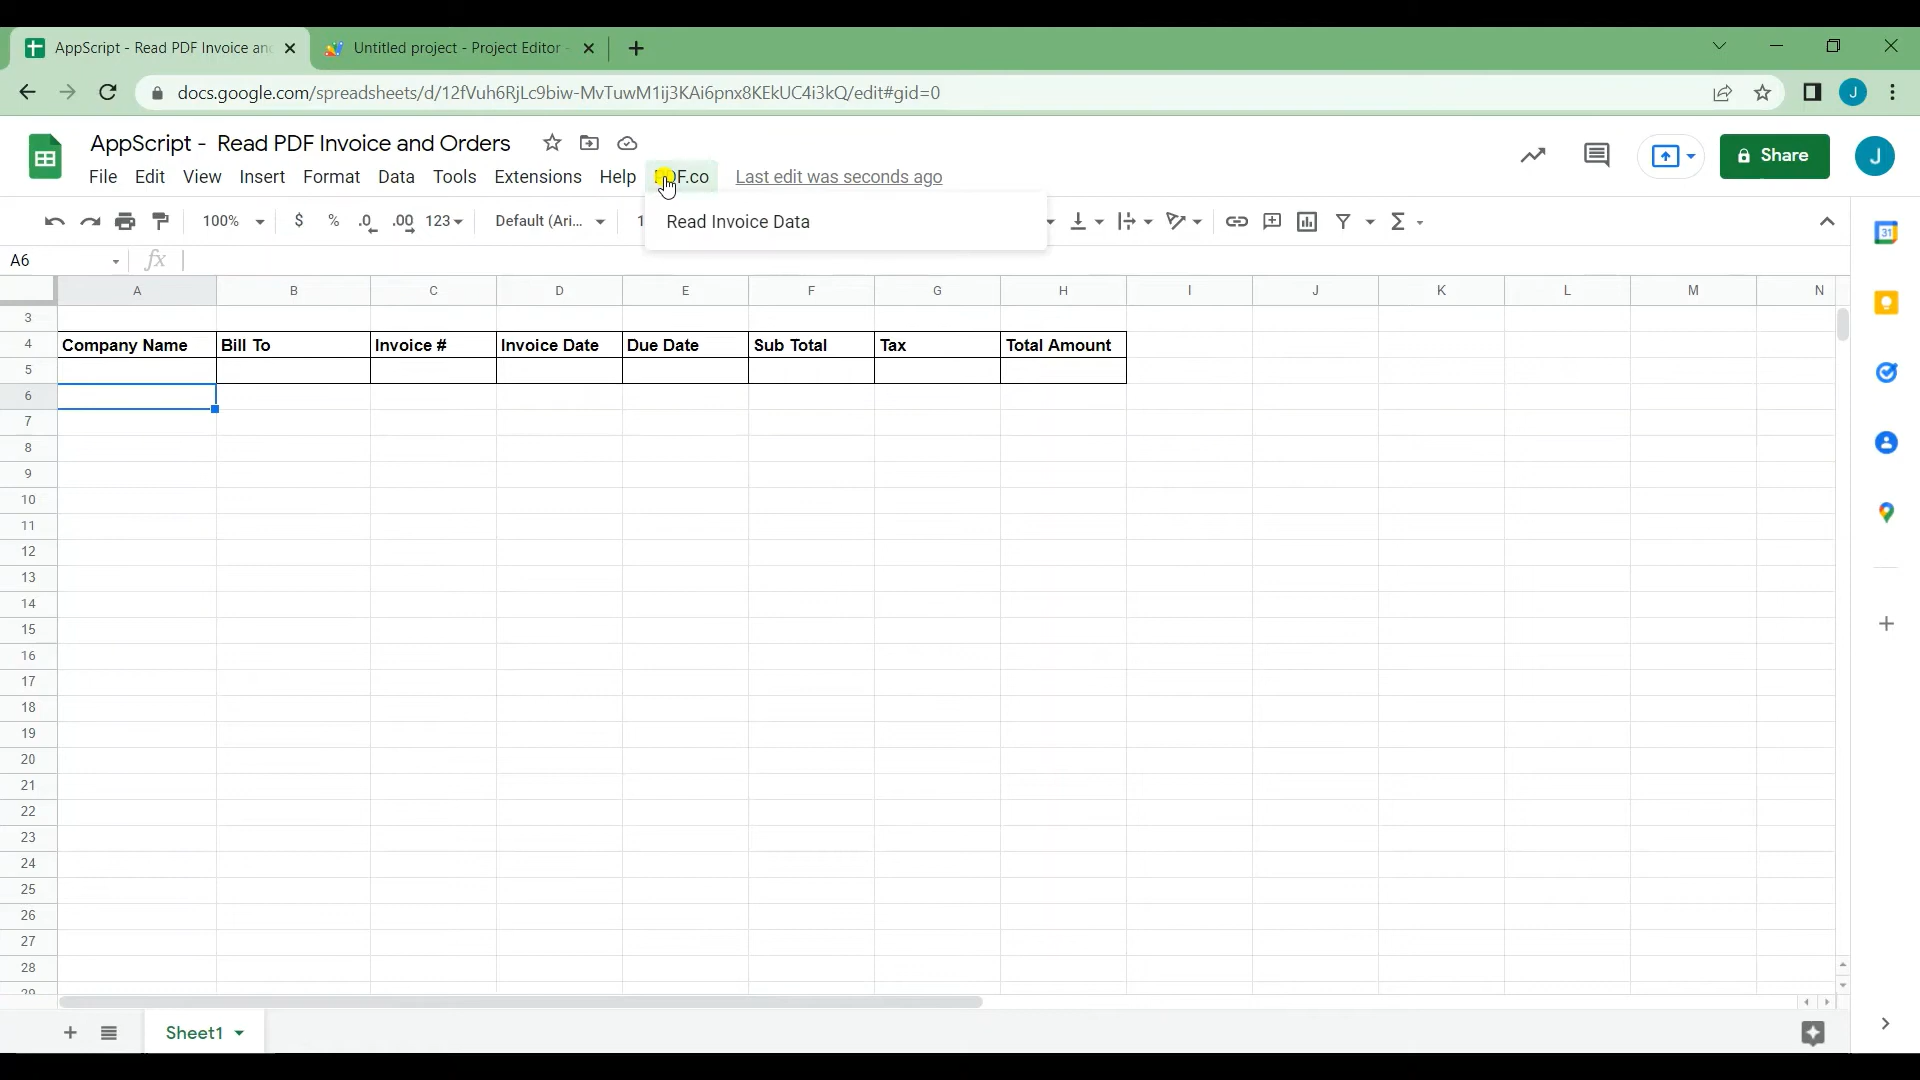 AppScript - Read PDF Invoice and
Untitled project - Project Editor -
docs.google.com/spreadsheets/d/12fVuh6RjLc9biw-MvTuwM1ij3KAi6pnx8KEkUC4i3kQ/edit#gid=0
AppScript - Read PDF Invoice and Orders
Share
J
J
File Edit View Insert Format Data Tools Extensions Help Last edit was seconds ago
100% $ % .0 .00 123 Default (Ari...
Read Invoice Data
31
A6 fx
A B C D E F G H I J K L M N
3
4 Company Name Bill To Invoice # Invoice Date Due Date Sub Total Tax Total Amount
5
6
7
8
9
10
11
12
13
14
15
16
17
18
19
20
21
22
23
24
25
26
27
28
29
Sheet1